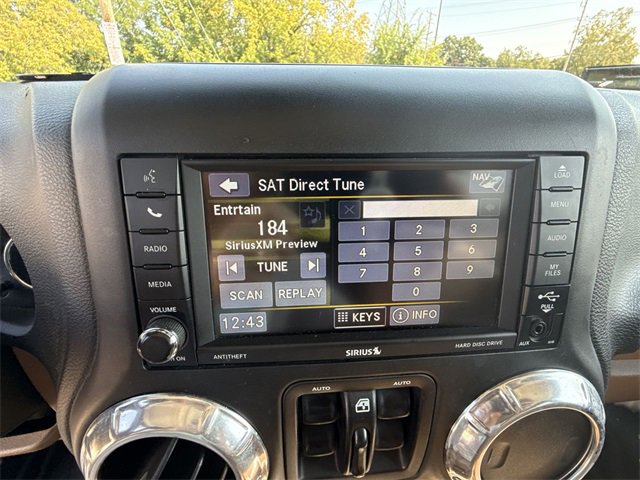 SAT Direct Tune
NAV
LOAD
MENU
AUDIO
MY FILES
PULL
AUX
RADIO
MEDIA
VOLUME
Entrtain
184
SiriusXM Preview
TUNE
SCAN
REPLAY
12:43
1
2
3
4
5
6
7
8
9
0
KEYS
INFO
ANTITHEFT
SIRIUS
HARD DISC DRIVE
AUTO
AUTO